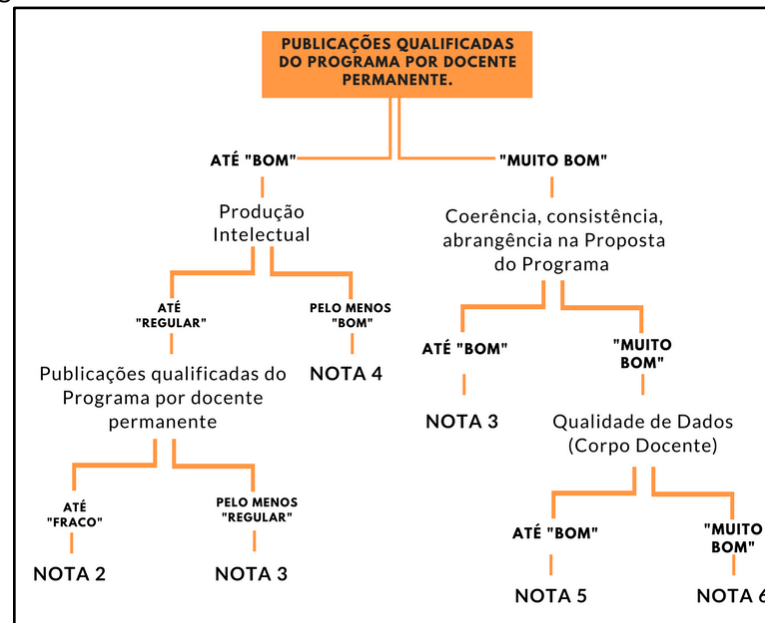 PUBLICAÇÕES QUALIFICADAS
DO PROGRAMA POR DOCENTE
PERMANENTE.
ATÉ "BOM"
"MUITO BOM"
Produção
Intelectual
Coerência, consistência,
abrangência na Proposta
do Programa
ATÉ
"REGULAR"
PELO MENOS
"BOM"
ATÉ "BOM"
"MUITO
BOM"
Publicações qualificadas do
Programa por docente
permanente
NOTA 4
NOTA 3
Qualidade de Dados
(Corpo Docente)
ATÉ
"FRACO"
PELO MENOS
"REGULAR"
ATÉ "BOM"
"MUITO
BOM"
NOTA 2
NOTA 3
NOTA 5
NOTA 6